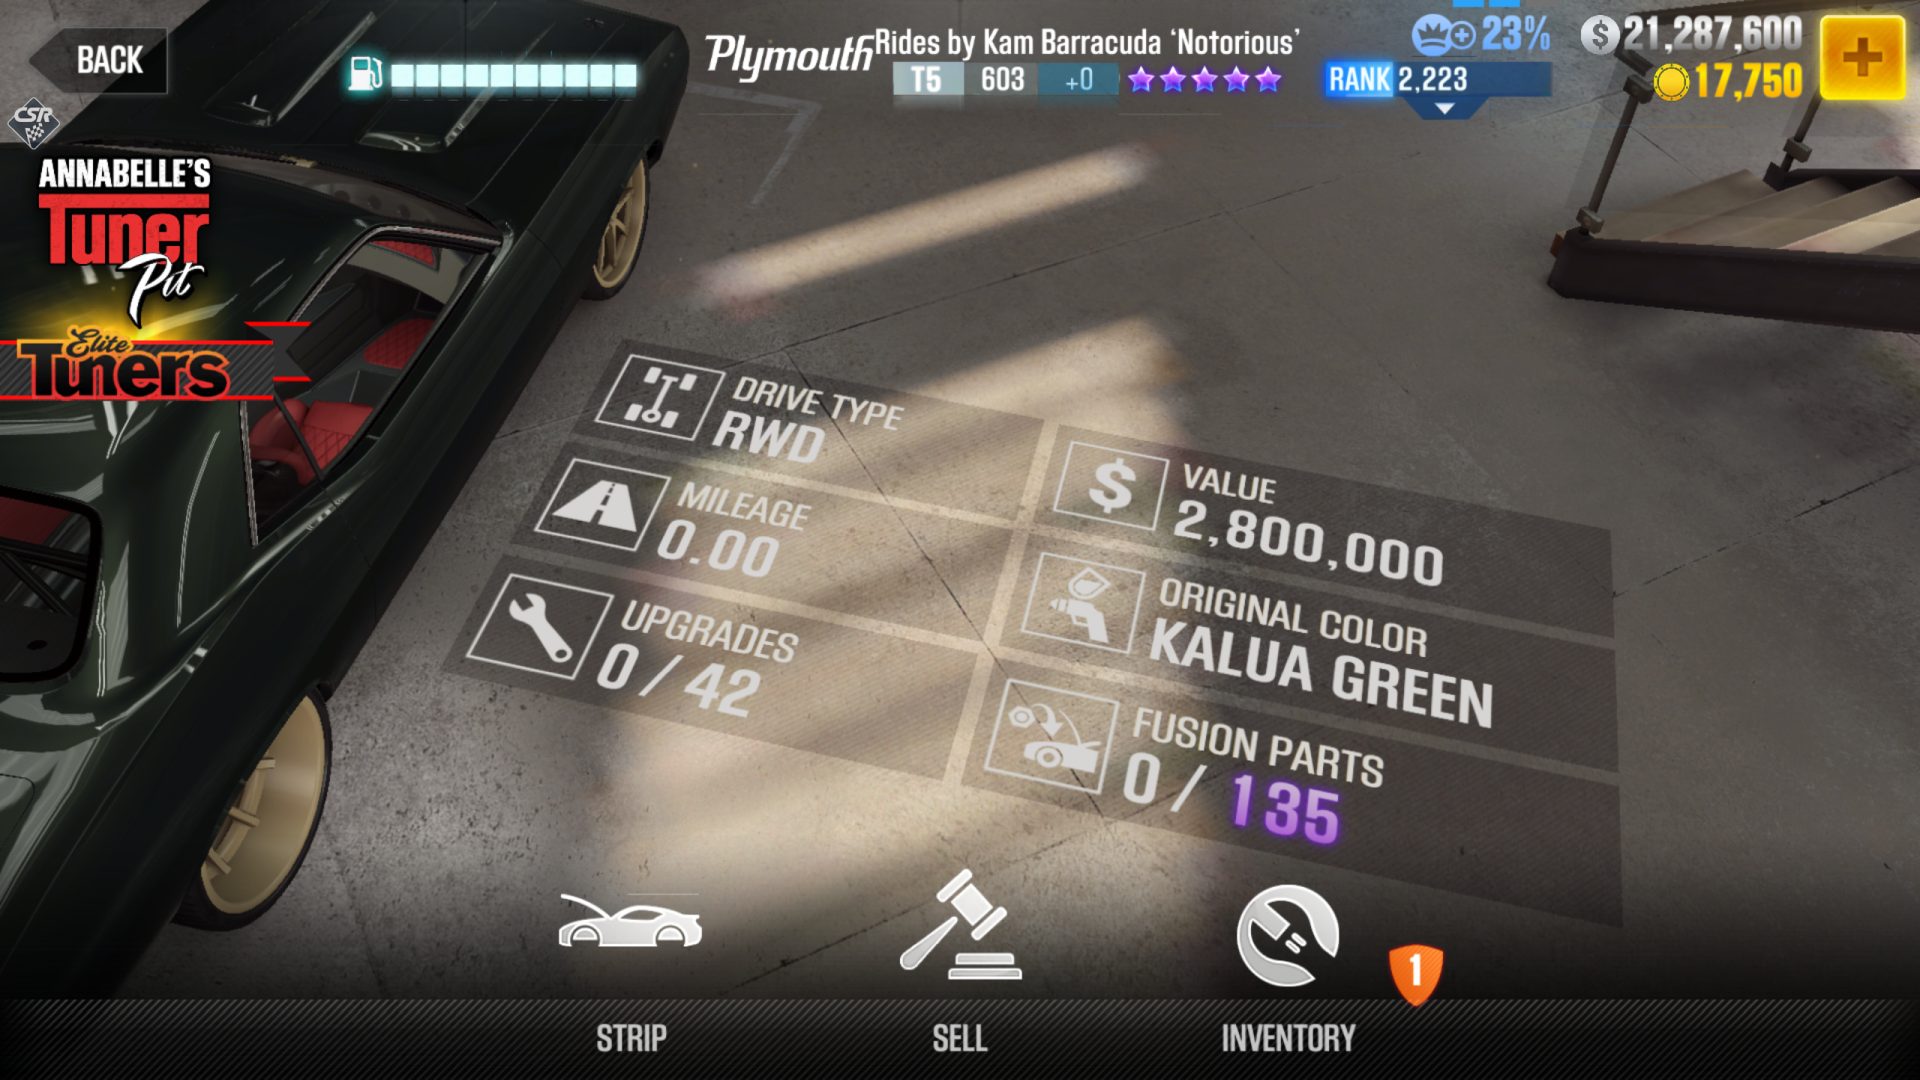 BACK
Plymouth Rides by Kam Barracuda ‘Notorious’
T5 603 +0
23%
RANK 2,223
$ 21,287,600
17,750
CSR
ANNABELLE'S
Tuner
Pit
Elite
Tuners
DRIVE TYPE
RWD
MILEAGE
0.00
UPGRADES
0 / 42
$ VALUE
2,800,000
ORIGINAL COLOR
KALUA GREEN
FUSION PARTS
0 / 135
STRIP
SELL
INVENTORY
1